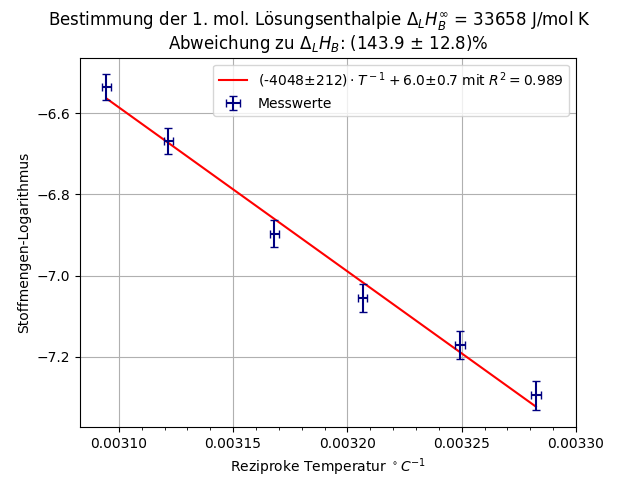 Bestimmung der 1. mol. Lösungsenthalpie Δ_LH_B^∞ = 33658 J/mol K
Abweichung zu Δ_LH_B: (143.9 ± 12.8)%
(-4048±212) · T⁻¹ + 6.0±0.7 mit R² = 0.989
Messwerte
Stoffmengen-Logarithmus
−6.6
−6.8
−7.0
−7.2
0.00310 0.00315 0.00320 0.00325 0.00330
Reziproke Temperatur °C⁻¹